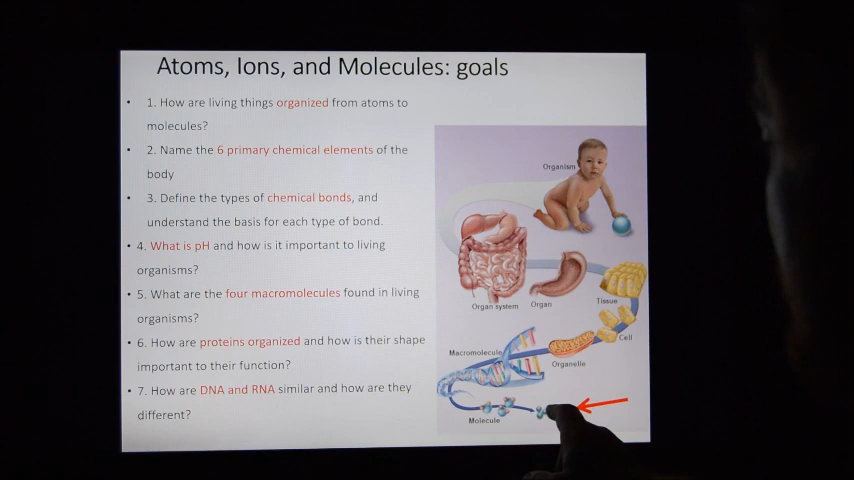 Atoms, Ions, and Molecules: goals
• 1. How are living things organized from atoms to
molecules?
• 2. Name the 6 primary chemical elements of the
body
• 3. Define the types of chemical bonds, and
understand the basis for each type of bond.
• 4. What is pH and how is it important to living
organisms?
• 5. What are the four macromolecules found in living
organisms?
• 6. How are proteins organized and how is their shape
important to their function?
• 7. How are DNA and RNA similar and how are they
different?
Organism
Organ system
Organ
Tissue
Cell
Macromolecule
Organelle
Molecule